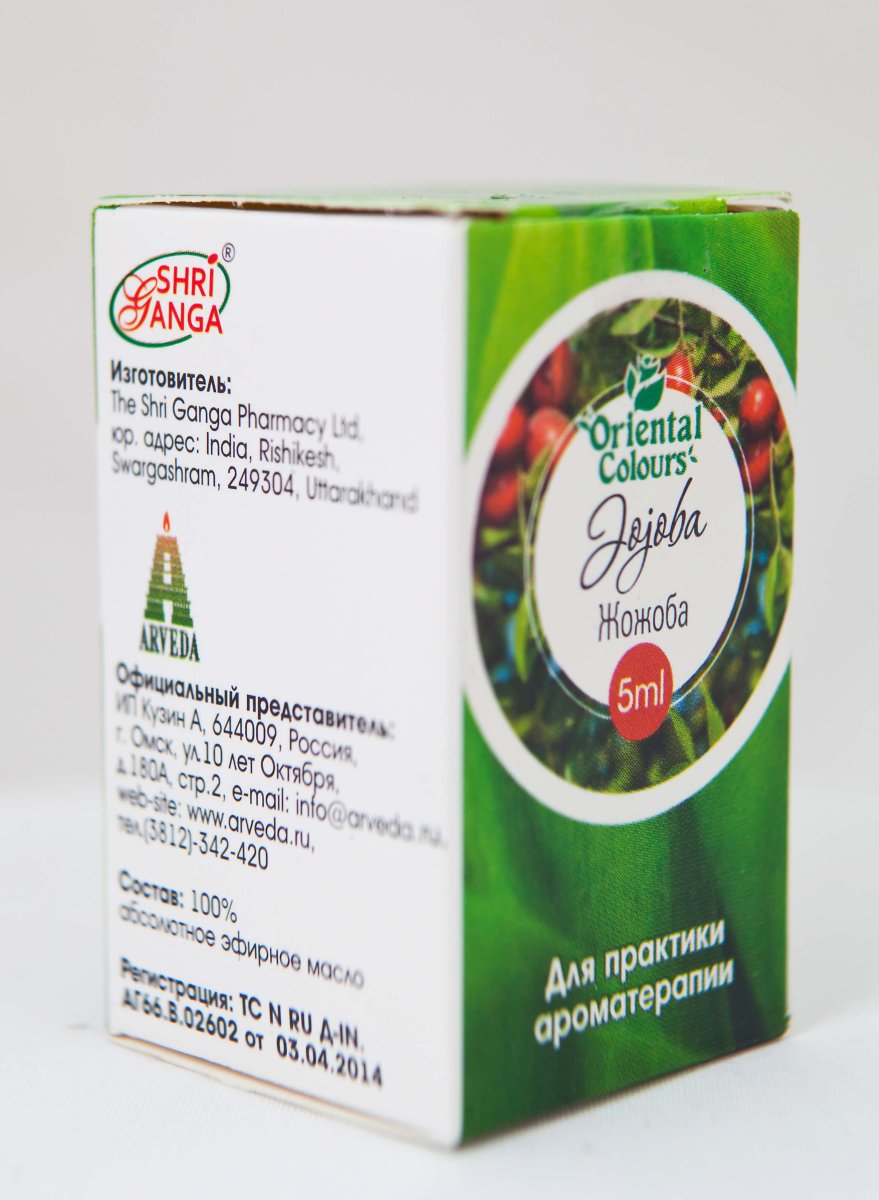 SHRI
GANGA
®
Изготовитель:
The Shri Ganga Pharmacy Ltd.
юр. адрес: India, Rishikesh,
Swargashram, 249304, Uttarakhand
ARVEDA
Официальный представитель:
ИП Кузин А, 644009, Россия,
г. Омск, ул.10 лет Октября,
д.180А, стр.2, e-mail: info@arveda.ru,
web-site: www.arveda.ru,
тел.(3812)-342-420
Состав: 100%
абсолютное эфирное масло
Регистрация: ТС N RU Д-IN.
АГ66.В.02602 от 03.04.2014
Oriental
Colours
Jojoba
Жожоба
5ml
Для практики
ароматерапии